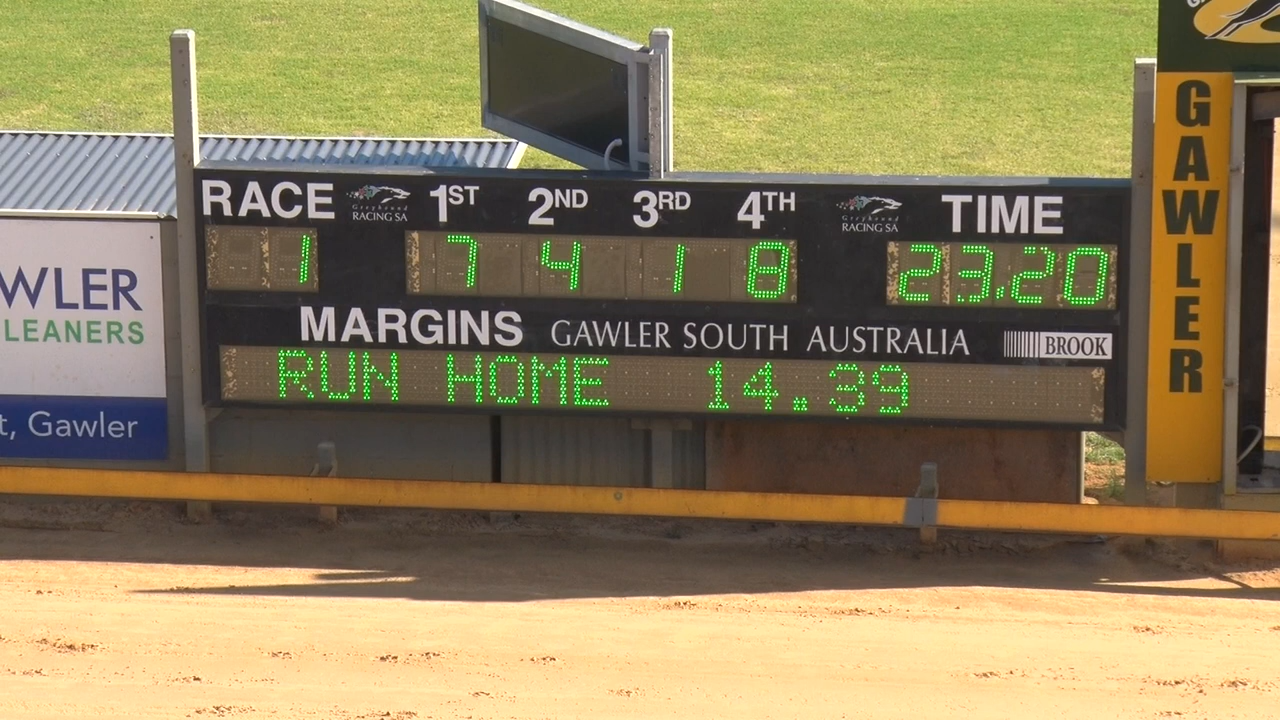 RACE
Greyhound
RACING SA
1ST 2ND 3RD 4TH
Greyhound
RACING SA
TIME
1 7 4 1 8 23.20
MARGINS GAWLER SOUTH AUSTRALIA BROOK
RUN HOME 14.39
WLER
LEANERS
t, Gawler
GAWLER